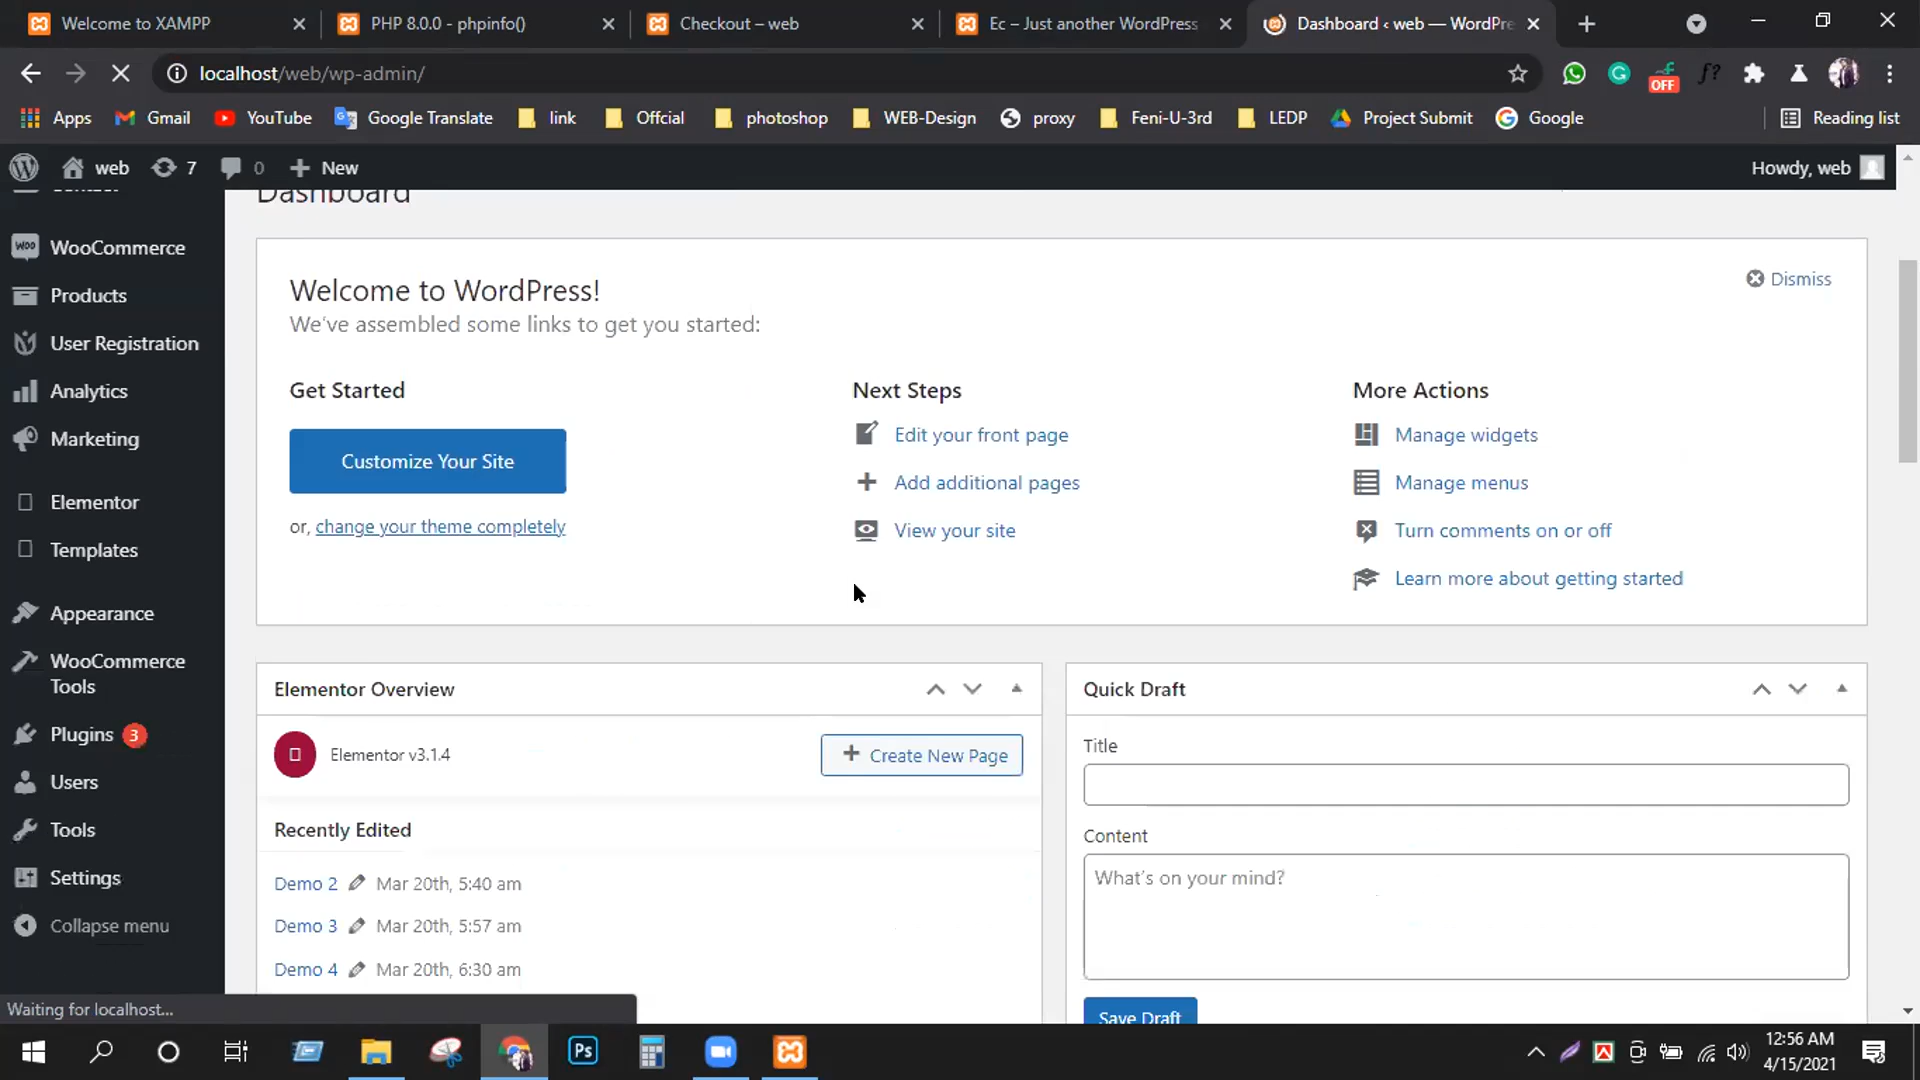 Welcome to XAMPP
PHP 8.0.0 - phpinfo()
Checkout – web
Ec – Just another WordPress
Dashboard ‹ web — WordPre
localhost/web/wp-admin/
f?
OFF
Apps
Gmail
YouTube
Google Translate
link
Offcial
photoshop
WEB-Design
proxy
Feni-U-3rd
LEDP
Project Submit
Google
Reading list
web
7
0
New
Howdy, web
Dashboard
WooCommerce
Products
User Registration
Analytics
Marketing
Elementor
Templates
Appearance
WooCommerce
Tools
Plugins 3
Users
Tools
Settings
Collapse menu
Welcome to WordPress!
We've assembled some links to get you started:
Dismiss
Get Started
Customize Your Site
or, change your theme completely
Next Steps
Edit your front page
Add additional pages
View your site
More Actions
Manage widgets
Manage menus
Turn comments on or off
Learn more about getting started
Elementor Overview
Elementor v3.1.4
Create New Page
Recently Edited
Demo 2 Mar 20th, 5:40 am
Demo 3 Mar 20th, 5:57 am
Demo 4 Mar 20th, 6:30 am
Quick Draft
Title
Content
What's on your mind?
Save Draft
Waiting for localhost...
Ps
12:56 AM
4/15/2021